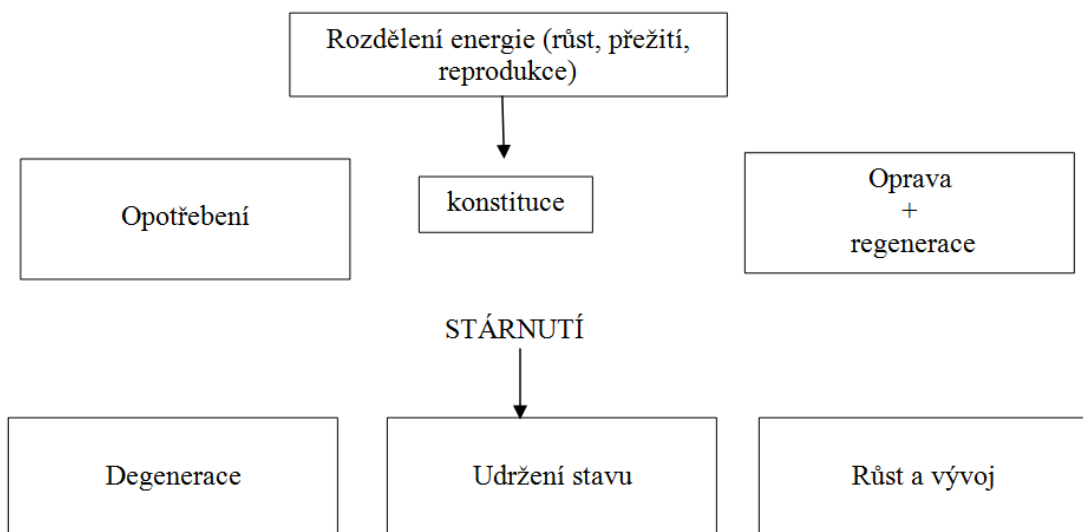 Rozdělení energie (růst, přežití,
reprodukce)
Opotřebení
konstituce
Oprava
+
regenerace
STÁRNUTÍ
Degenerace
Udržení stavu
Růst a vývoj